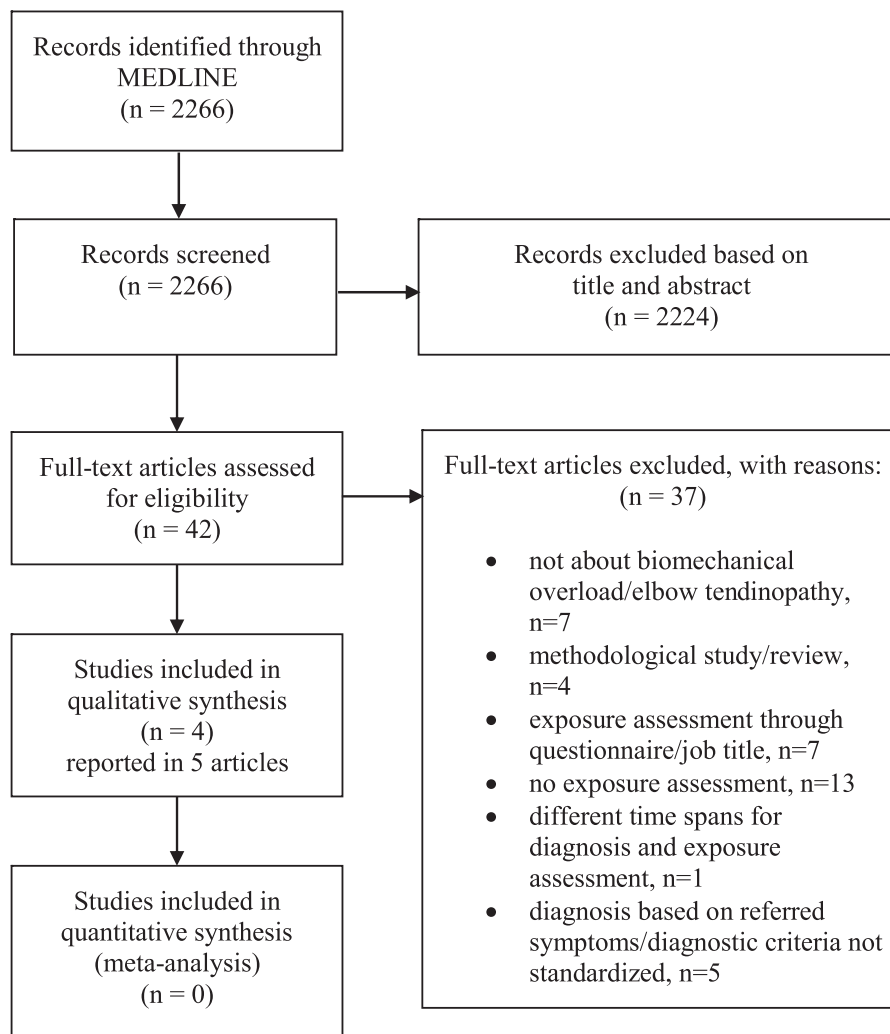 Records identified through
MEDLINE
(n = 2266)
Records screened
(n = 2266)
Records excluded based on
title and abstract
(n = 2224)
Full-text articles assessed
for eligibility
(n = 42)
Full-text articles excluded, with reasons:
(n = 37)
• not about biomechanical
overload/elbow tendinopathy,
n=7
• methodological study/review,
n=4
• exposure assessment through
questionnaire/job title, n=7
• no exposure assessment, n=13
• different time spans for
diagnosis and exposure
assessment, n=1
• diagnosis based on referred
symptoms/diagnostic criteria not
standardized, n=5
Studies included in
qualitative synthesis
(n = 4)
reported in 5 articles
Studies included in
quantitative synthesis
(meta-analysis)
(n = 0)